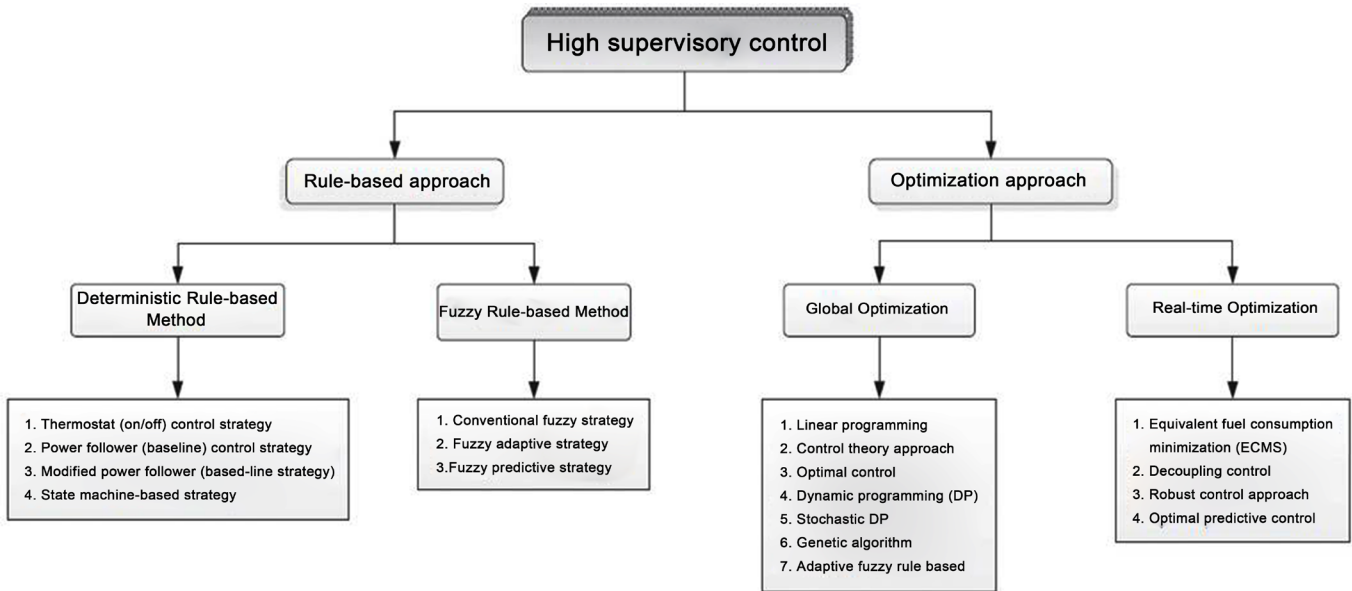 High supervisory control
Rule-based approach
Optimization approach
Deterministic Rule-based
Method
Fuzzy Rule-based Method
Global Optimization
Real-time Optimization
1. Thermostat (on/off) control strategy
2. Power follower (baseline) control strategy
3. Modified power follower (based-line strategy)
4. State machine-based strategy
1. Conventional fuzzy strategy
2. Fuzzy adaptive strategy
3.Fuzzy predictive strategy
1. Linear programming
2. Control theory approach
3. Optimal control
4. Dynamic programming (DP)
5. Stochastic DP
6. Genetic algorithm
7. Adaptive fuzzy rule based
1. Equivalent fuel consumption
minimization (ECMS)
2. Decoupling control
3. Robust control approach
4. Optimal predictive control